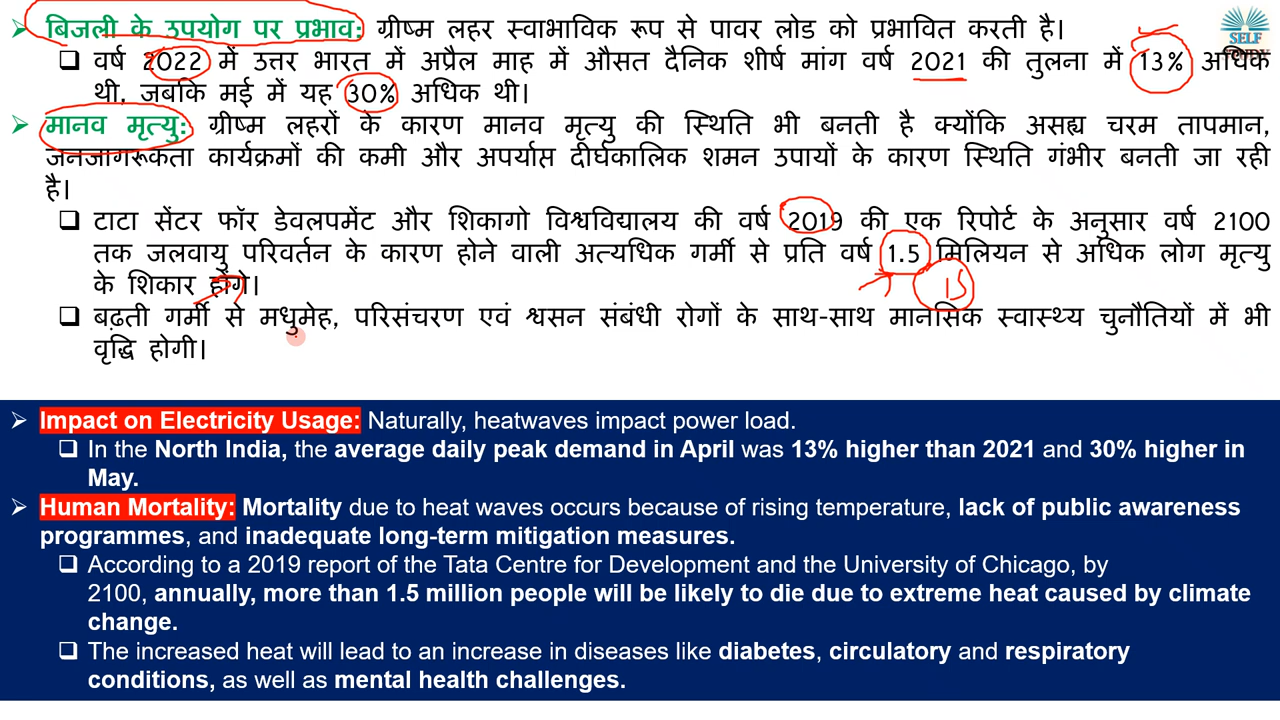 ➢ बिजली के उपयोग पर प्रभाव: ग्रीष्म लहर स्वाभाविक रूप से पावर लोड को प्रभावित करती है।
SELF
❑ वर्ष 2022 में उत्तर भारत में अप्रैल माह में औसत दैनिक शीर्ष मांग वर्ष 2021 की तुलना में 13% अधिक
थी, जबकि मई में यह 30% अधिक थी।
➢ मानव मृत्यु: ग्रीष्म लहरों के कारण मानव मृत्यु की स्थिति भी बनती है क्योंकि असह्य चरम तापमान,
जनजागरूकता कार्यक्रमों की कमी और अपर्याप्त दीर्घकालिक शमन उपायों के कारण स्थिति गंभीर बनती जा रही
है।
❑ टाटा सेंटर फॉर डेवलपमेंट और शिकागो विश्वविद्यालय की वर्ष 2019 की एक रिपोर्ट के अनुसार वर्ष 2100
तक जलवायु परिवर्तन के कारण होने वाली अत्यधिक गर्मी से प्रति वर्ष 1.5 मिलियन से अधिक लोग मृत्यु
के शिकार होंगे।
15
❑ बढ़ती गर्मी से मधुमेह, परिसंचरण एवं श्वसन संबंधी रोगों के साथ-साथ मानसिक स्वास्थ्य चुनौतियों में भी
वृद्धि होगी।
➢ Impact on Electricity Usage: Naturally, heatwaves impact power load.
❑ In the North India, the average daily peak demand in April was 13% higher than 2021 and 30% higher in
May.
➢ Human Mortality: Mortality due to heat waves occurs because of rising temperature, lack of public awareness
programmes, and inadequate long-term mitigation measures.
❑ According to a 2019 report of the Tata Centre for Development and the University of Chicago, by
2100, annually, more than 1.5 million people will be likely to die due to extreme heat caused by climate
change.
❑ The increased heat will lead to an increase in diseases like diabetes, circulatory and respiratory
conditions, as well as mental health challenges.